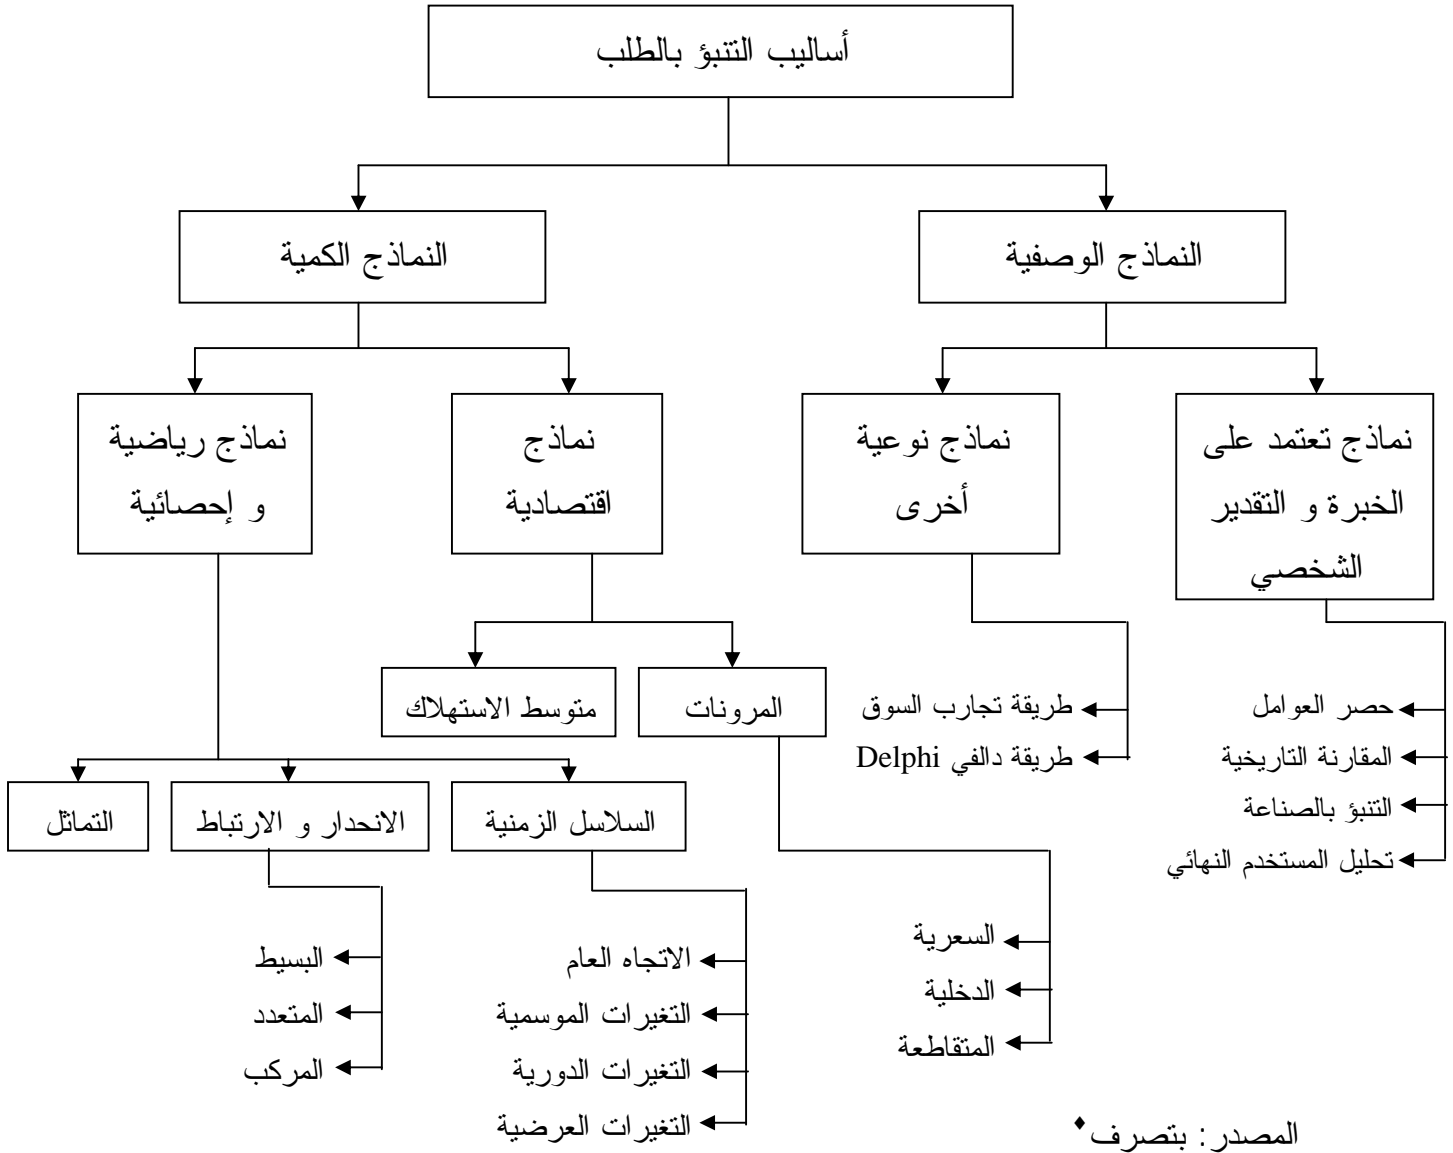 أساليب التنبؤ بالطلب
النماذج الوصفية
النماذج الكمية
نماذج تعتمد على
الخبرة و التقدير
الشخصي
نماذج نوعية
أخرى
نماذج
اقتصادية
نماذج رياضية
و إحصائية
حصر العوامل
المقارنة التاريخية
التنبؤ بالصناعة
تحليل المستخدم النهائي
طريقة تجارب السوق
طريقة دالفي Delphi
المرونات
متوسط الاستهلاك
السعرية
الدخلية
المتقاطعة
السلاسل الزمنية
الانحدار و الارتباط
التماثل
الاتجاه العام
التغيرات الموسمية
التغيرات الدورية
التغيرات العرضية
البسيط
المتعدد
المركب
المصدر: بتصرف♦